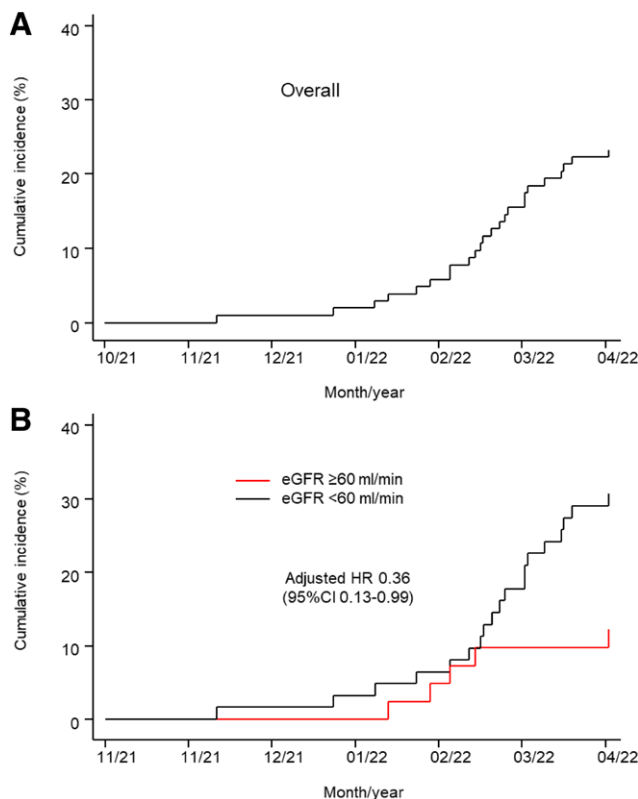 A
40
30
20
10
0
Cumulative incidence (%)
Overall
10/21 11/21 12/21 01/22 02/22 03/22 04/22
Month/year
B
40
30
20
10
0
Cumulative incidence (%)
eGFR ≥60 ml/min
eGFR <60 ml/min
Adjusted HR 0.36
(95%CI 0.13-0.99)
11/21 11/21 12/21 01/22 02/22 03/22 04/22
Month/year